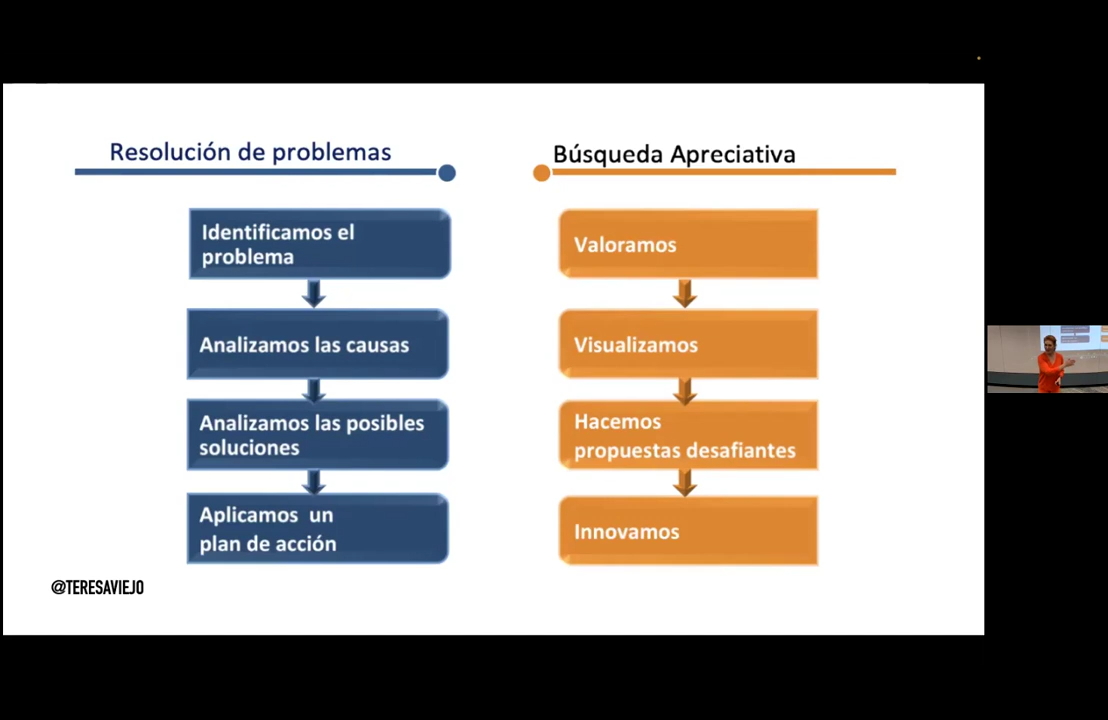 Resolución de problemas
Identificamos el
problema
Analizamos las causas
Analizamos las posibles
soluciones
Aplicamos un
plan de acción
Búsqueda Apreciativa
Valoramos
Visualizamos
Hacemos
propuestas desafiantes
Innovamos
@TERESAVIEJO